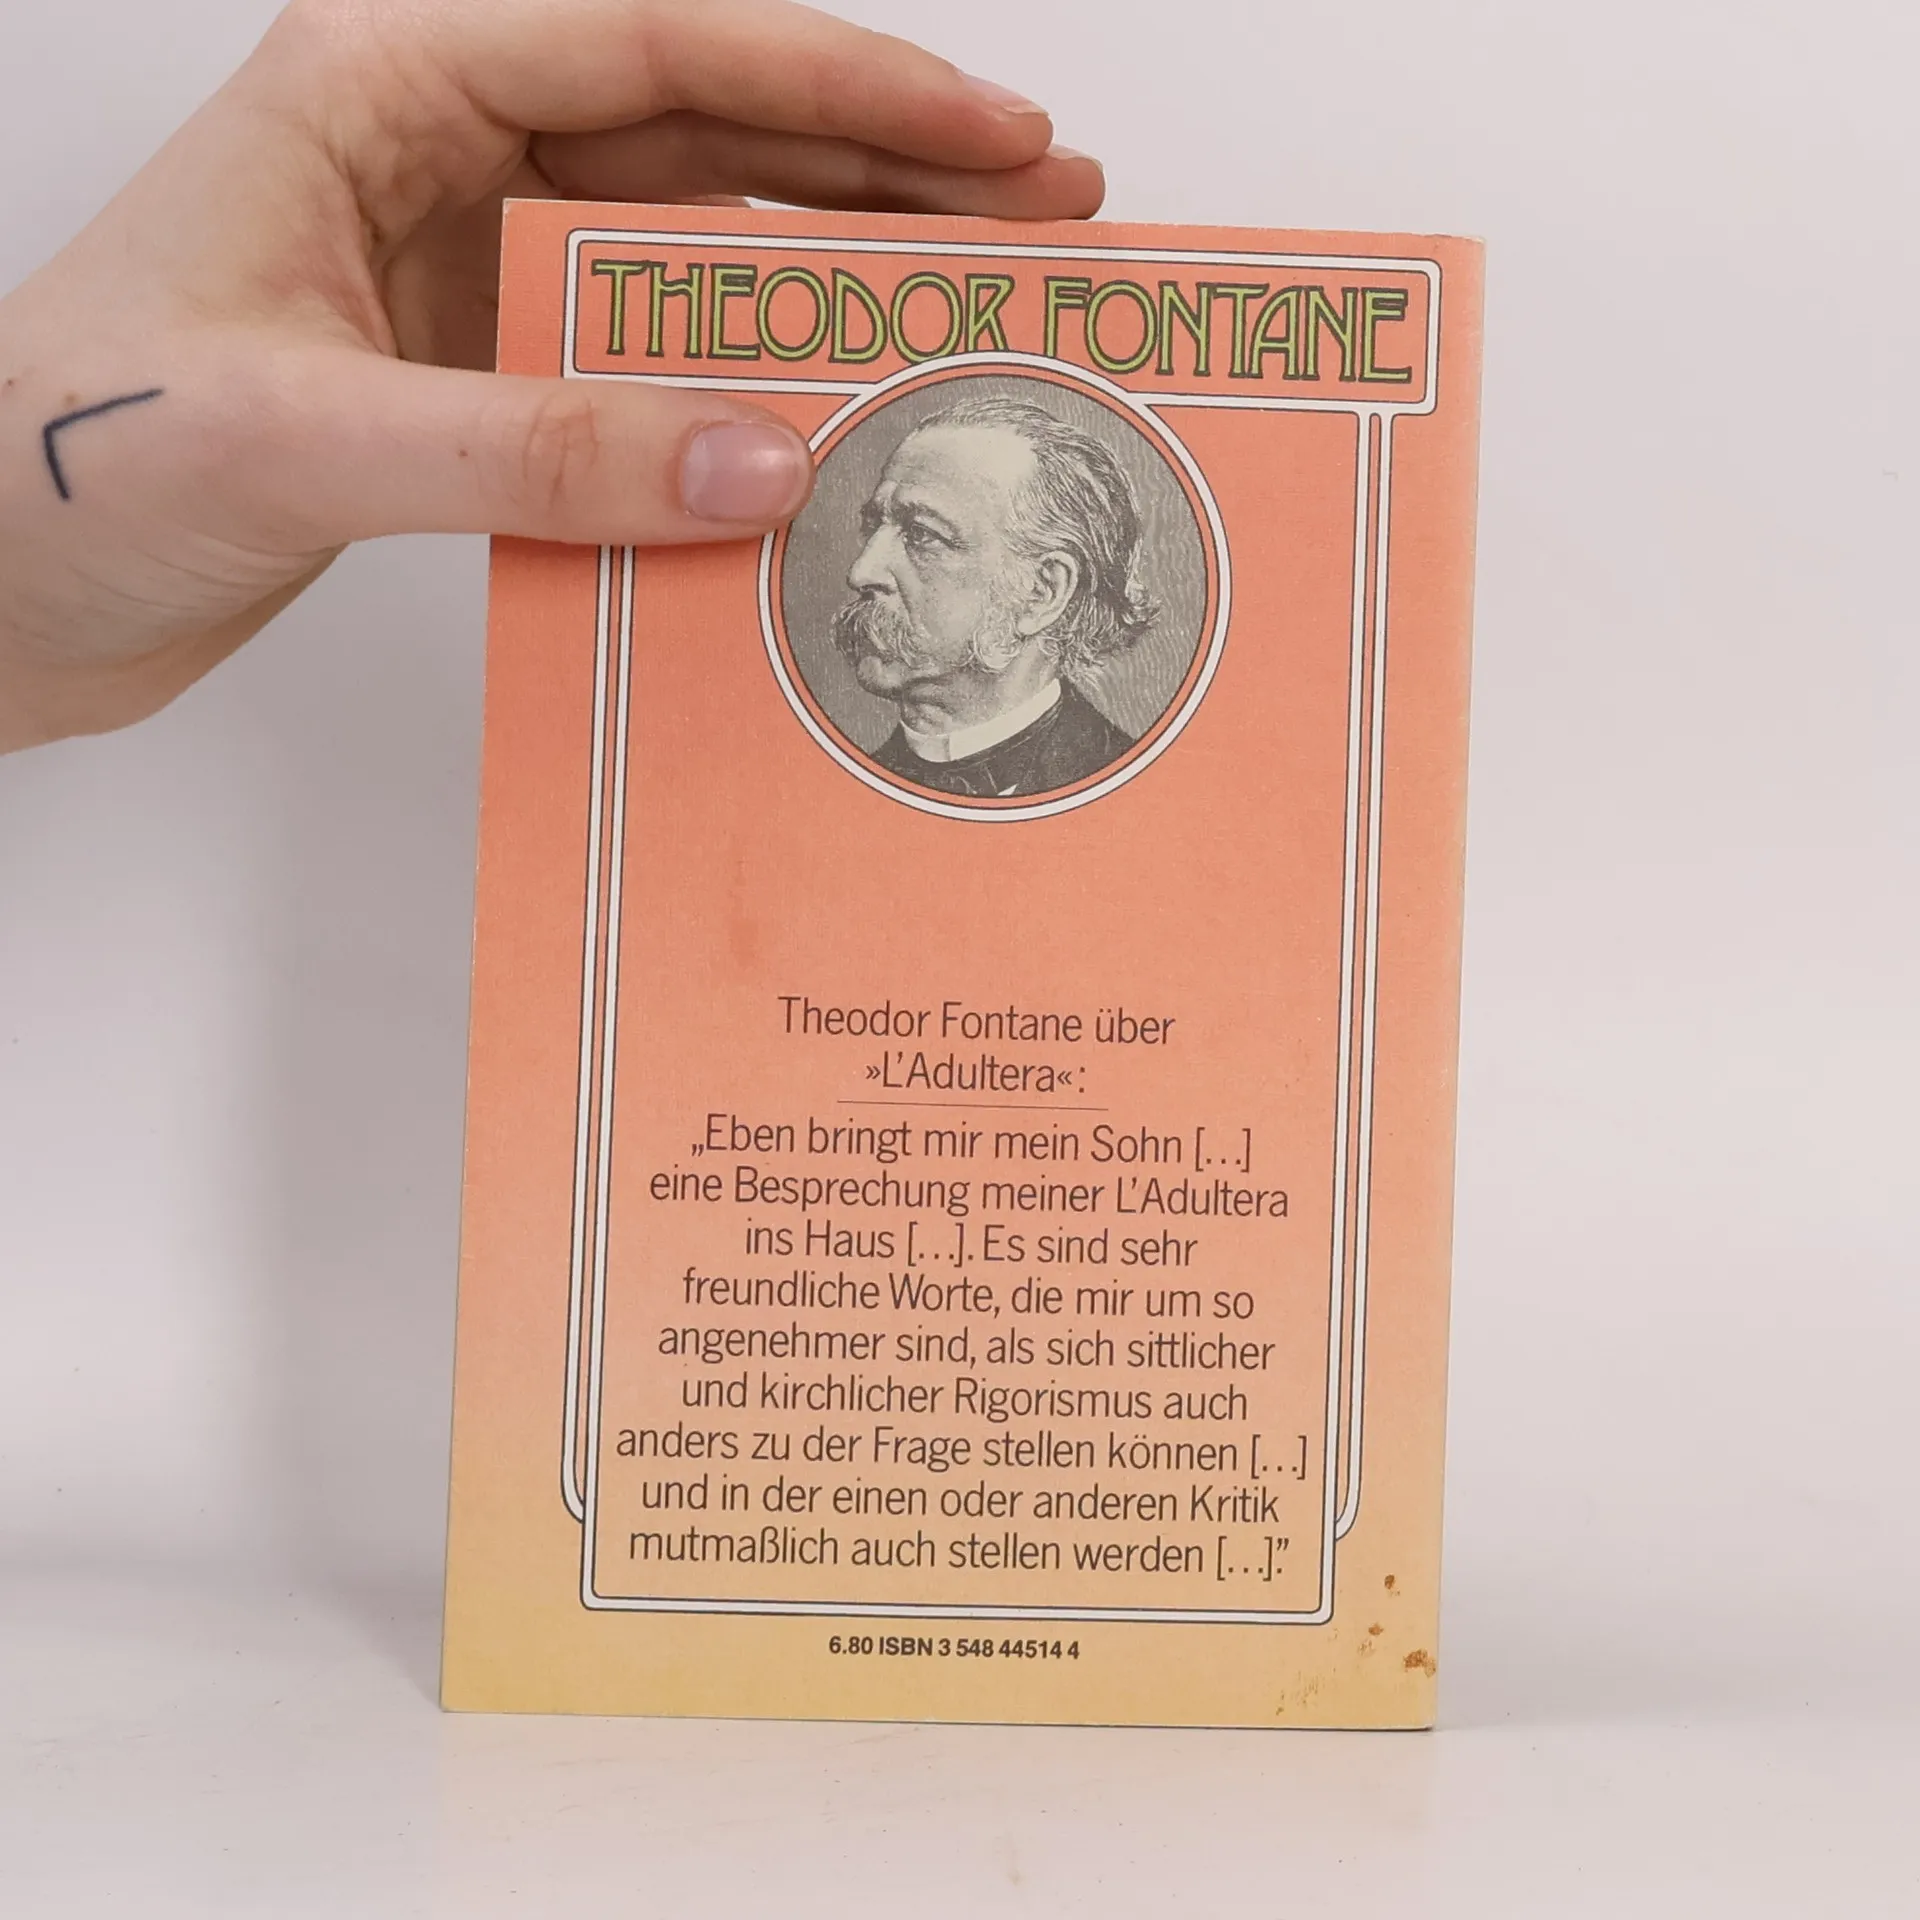 THEODOR FONTANE
Theodor Fontane über
»L’Adultera«:
„Eben bringt mir mein Sohn [...]
eine Besprechung meiner L’Adultera
ins Haus [...]. Es sind sehr
freundliche Worte, die mir um so
angenehmer sind, als sich sittlicher
und kirchlicher Rigorismus auch
anders zu der Frage stellen können [...]
und in der einen oder anderen Kritik
mutmaßlich auch stellen werden [...].”
6.80 ISBN 3 548 44514 4